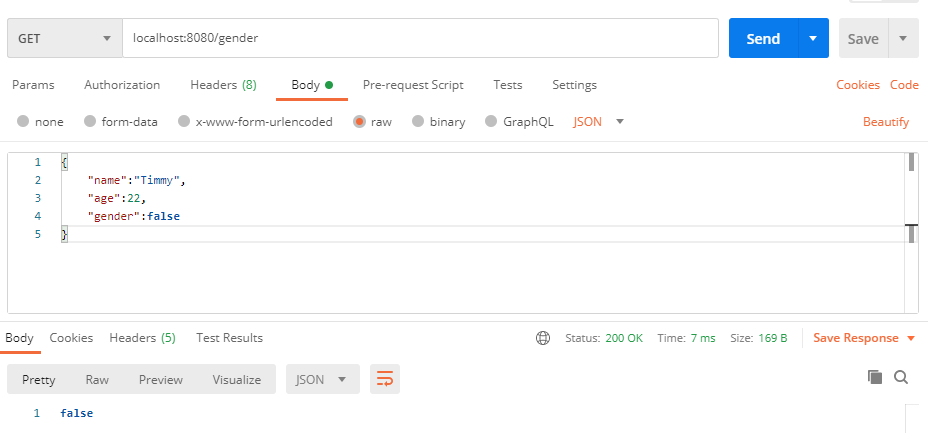 GET localhost:8080/gender Send Save
Params Authorization Headers (8) Body Pre-request Script Tests Settings Cookies Code
none form-data x-www-form-urlencoded raw binary GraphQL JSON Beautify
1 {
2 "name":"Timmy",
3 "age":22,
4 "gender":false
5 }
Body Cookies Headers (5) Test Results Status: 200 OK Time: 7 ms Size: 169 B Save Response
Pretty Raw Preview Visualize JSON
1 false